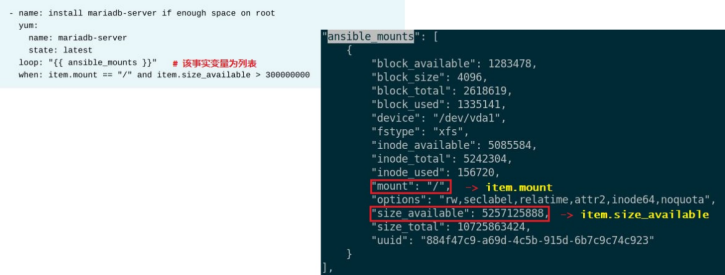 - name: install mariadb-server if enough space on root
yum:
name: mariadb-server
state: latest
loop: "{{ ansible_mounts }}" # 该事实变量为列表
when: item.mount == "/" and item.size_available > 300000000
"ansible_mounts": [
{
"block_available": 1283478,
"block_size": 4096,
"block_total": 2618619,
"block_used": 1335141,
"device": "/dev/vda1",
"fstype": "xfs",
"inode_available": 5085584,
"inode_total": 5242304,
"inode_used": 156720,
"mount": "/", -> item.mount
"options": "rw,seclabel,relatime,attr2,inode64,noquota",
"size_available": 5257125888, -> item.size_available
"size_total": 10725863424,
"uuid": "884f47c9-a69d-4c5b-915d-6b7c9c74c923"
}
],